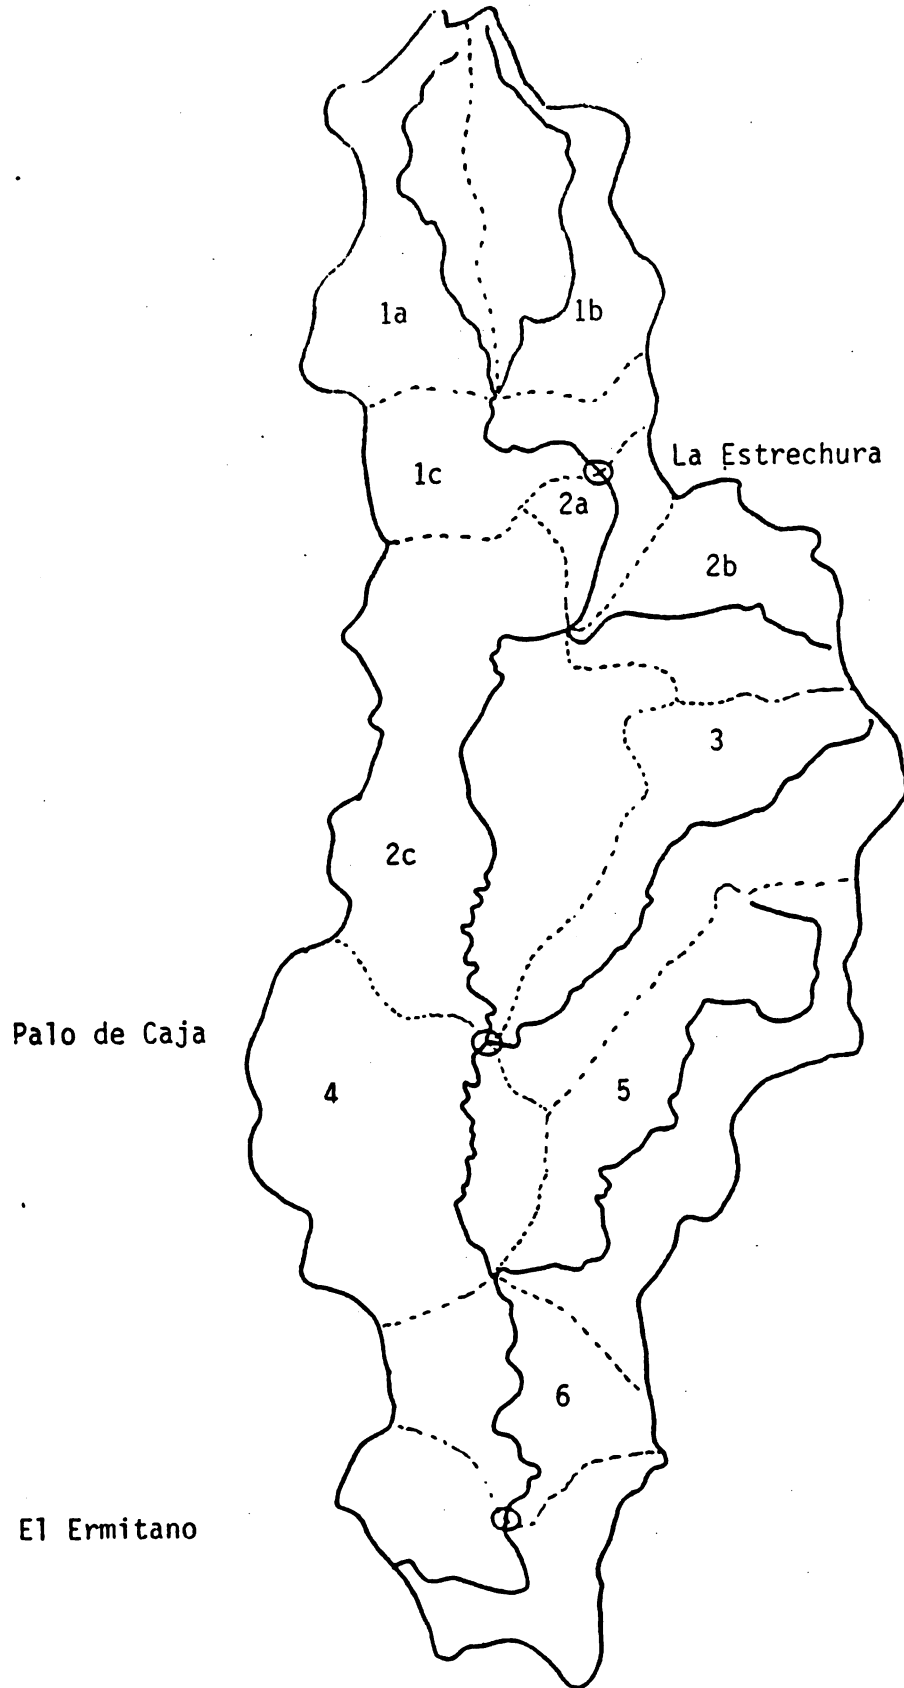 1a
1b
La Estrechura
1c
2a
2b
3
2c
Palo de Caja
4
5
6
El Ermitano